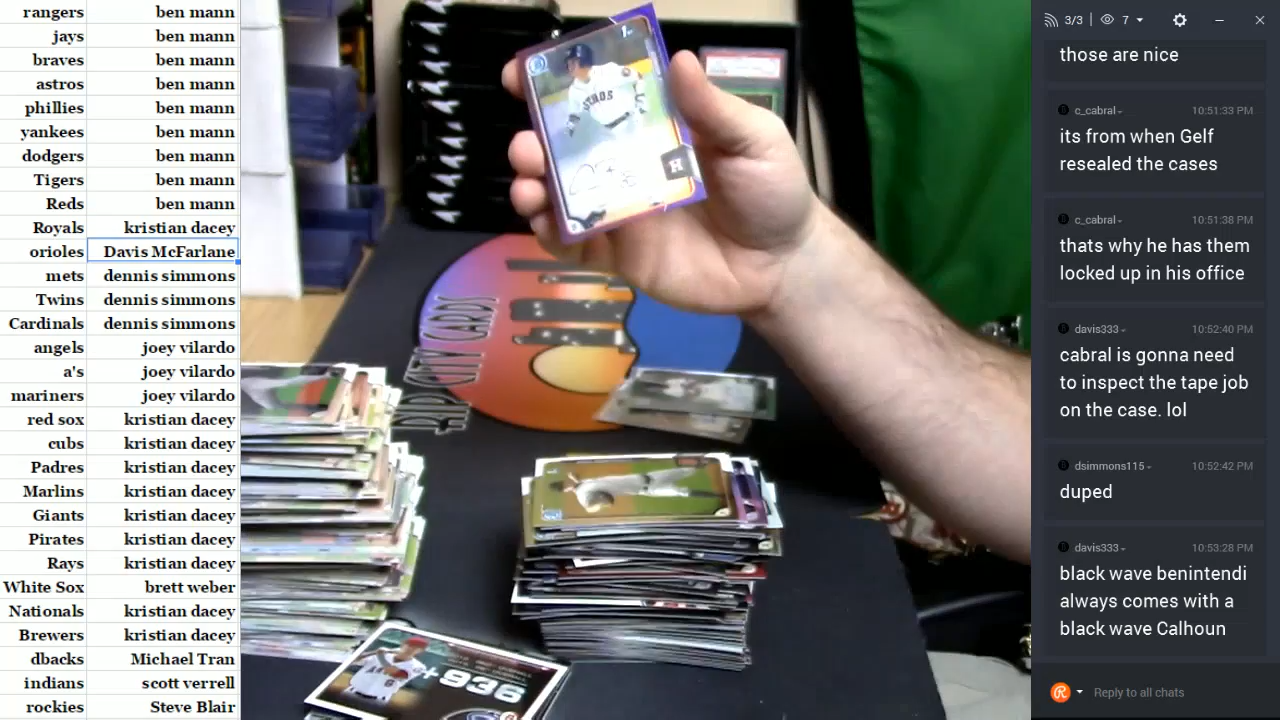 rangers ben mann
jays ben mann
braves ben mann
astros ben mann
phillies ben mann
yankees ben mann
dodgers ben mann
Tigers ben mann
Reds ben mann
Royals kristian dacey
orioles Davis McFarlane
mets dennis simmons
Twins dennis simmons
Cardinals dennis simmons
angels joey vilardo
a's joey vilardo
mariners joey vilardo
red sox kristian dacey
cubs kristian dacey
Padres kristian dacey
Marlins kristian dacey
Giants kristian dacey
Pirates kristian dacey
Rays kristian dacey
White Sox brett weber
Nationals kristian dacey
Brewers kristian dacey
dbacks Michael Tran
indians scott verrell
rockies Steve Blair
CITY CARDS
+936
3/3 7
those are nice
c_cabral 10:51:33 PM
its from when Gelf
resealed the cases
c_cabral 10:51:38 PM
thats why he has them
locked up in his office
davis333 10:52:40 PM
cabral is gonna need
to inspect the tape job
on the case. lol
dsimmons115 10:52:42 PM
duped
davis333 10:53:28 PM
black wave benintendi
always comes with a
black wave Calhoun
Reply to all chats